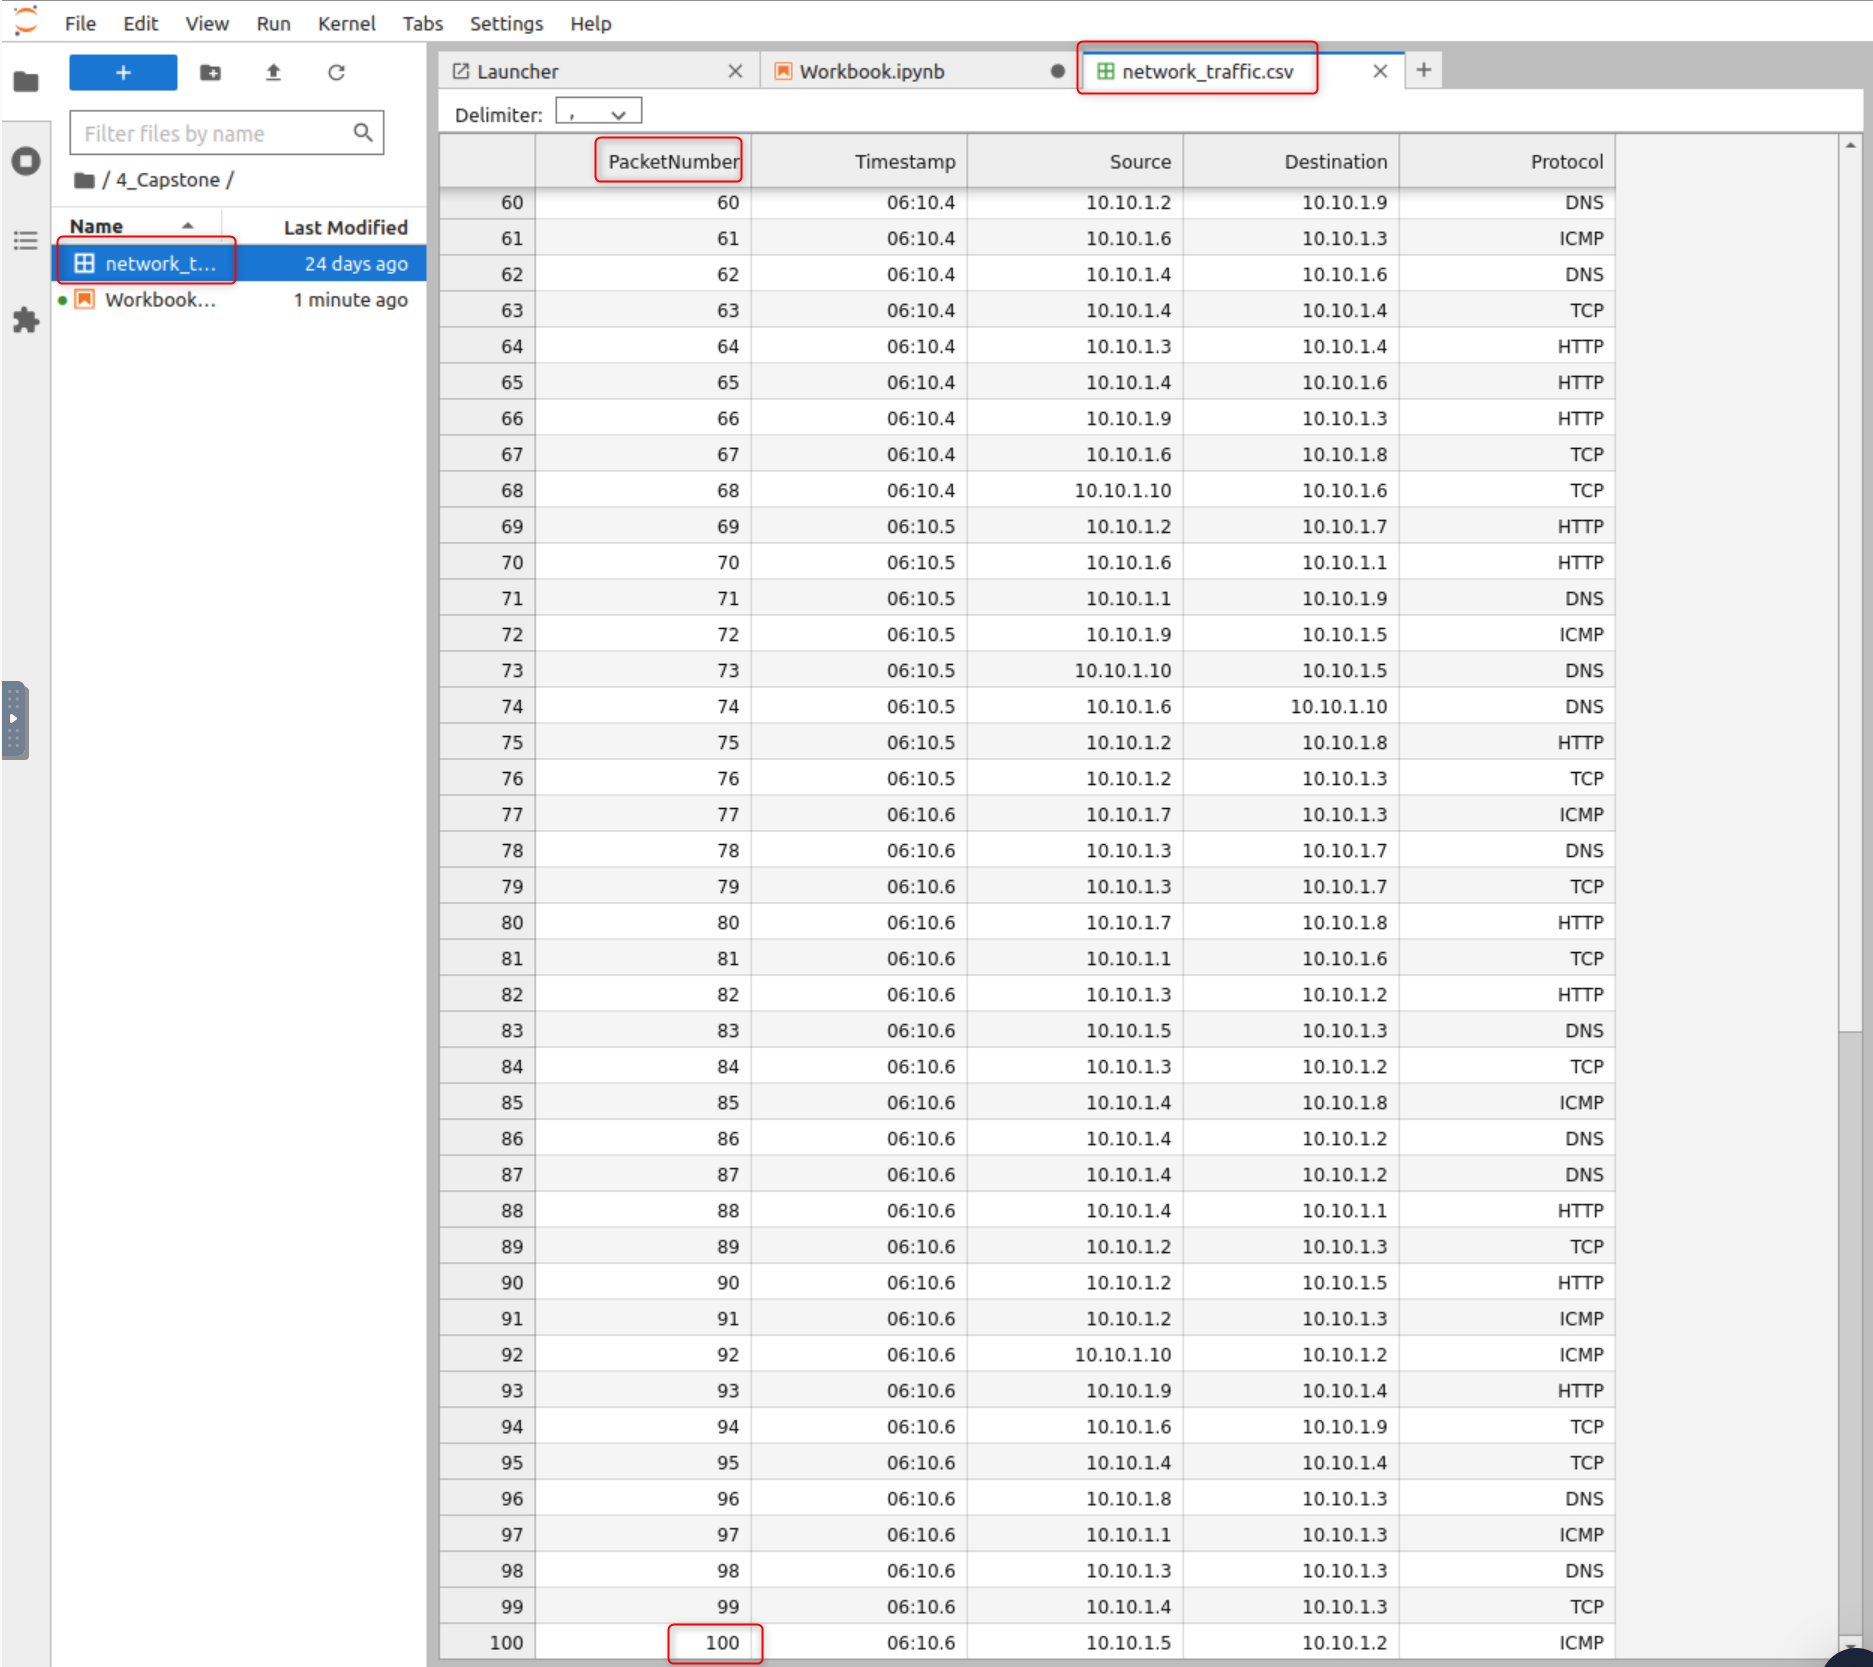 File Edit View Run Kernel Tabs Settings Help
Launcher Workbook.ipynb network_traffic.csv
Delimiter: ,
Filter files by name
/ 4_Capstone /
Name Last Modified
network_t... 24 days ago
Workbook... 1 minute ago
PacketNumber Timestamp Source Destination Protocol
60 60 06:10.4 10.10.1.2 10.10.1.9 DNS
61 61 06:10.4 10.10.1.6 10.10.1.3 ICMP
62 62 06:10.4 10.10.1.4 10.10.1.6 DNS
63 63 06:10.4 10.10.1.4 10.10.1.4 TCP
64 64 06:10.4 10.10.1.3 10.10.1.4 HTTP
65 65 06:10.4 10.10.1.4 10.10.1.6 HTTP
66 66 06:10.4 10.10.1.9 10.10.1.3 HTTP
67 67 06:10.4 10.10.1.6 10.10.1.8 TCP
68 68 06:10.4 10.10.1.10 10.10.1.6 TCP
69 69 06:10.5 10.10.1.2 10.10.1.7 HTTP
70 70 06:10.5 10.10.1.6 10.10.1.1 HTTP
71 71 06:10.5 10.10.1.1 10.10.1.9 DNS
72 72 06:10.5 10.10.1.9 10.10.1.5 ICMP
73 73 06:10.5 10.10.1.10 10.10.1.5 DNS
74 74 06:10.5 10.10.1.6 10.10.1.10 DNS
75 75 06:10.5 10.10.1.2 10.10.1.8 HTTP
76 76 06:10.5 10.10.1.2 10.10.1.3 TCP
77 77 06:10.6 10.10.1.7 10.10.1.3 ICMP
78 78 06:10.6 10.10.1.3 10.10.1.7 DNS
79 79 06:10.6 10.10.1.3 10.10.1.7 TCP
80 80 06:10.6 10.10.1.7 10.10.1.8 HTTP
81 81 06:10.6 10.10.1.1 10.10.1.6 TCP
82 82 06:10.6 10.10.1.3 10.10.1.2 HTTP
83 83 06:10.6 10.10.1.5 10.10.1.3 DNS
84 84 06:10.6 10.10.1.3 10.10.1.2 TCP
85 85 06:10.6 10.10.1.4 10.10.1.8 ICMP
86 86 06:10.6 10.10.1.4 10.10.1.2 DNS
87 87 06:10.6 10.10.1.4 10.10.1.2 DNS
88 88 06:10.6 10.10.1.4 10.10.1.1 HTTP
89 89 06:10.6 10.10.1.2 10.10.1.3 TCP
90 90 06:10.6 10.10.1.2 10.10.1.5 HTTP
91 91 06:10.6 10.10.1.2 10.10.1.3 ICMP
92 92 06:10.6 10.10.1.10 10.10.1.2 ICMP
93 93 06:10.6 10.10.1.9 10.10.1.4 HTTP
94 94 06:10.6 10.10.1.6 10.10.1.9 TCP
95 95 06:10.6 10.10.1.4 10.10.1.4 TCP
96 96 06:10.6 10.10.1.8 10.10.1.3 DNS
97 97 06:10.6 10.10.1.1 10.10.1.3 ICMP
98 98 06:10.6 10.10.1.3 10.10.1.3 DNS
99 99 06:10.6 10.10.1.4 10.10.1.3 TCP
100 100 06:10.6 10.10.1.5 10.10.1.2 ICMP